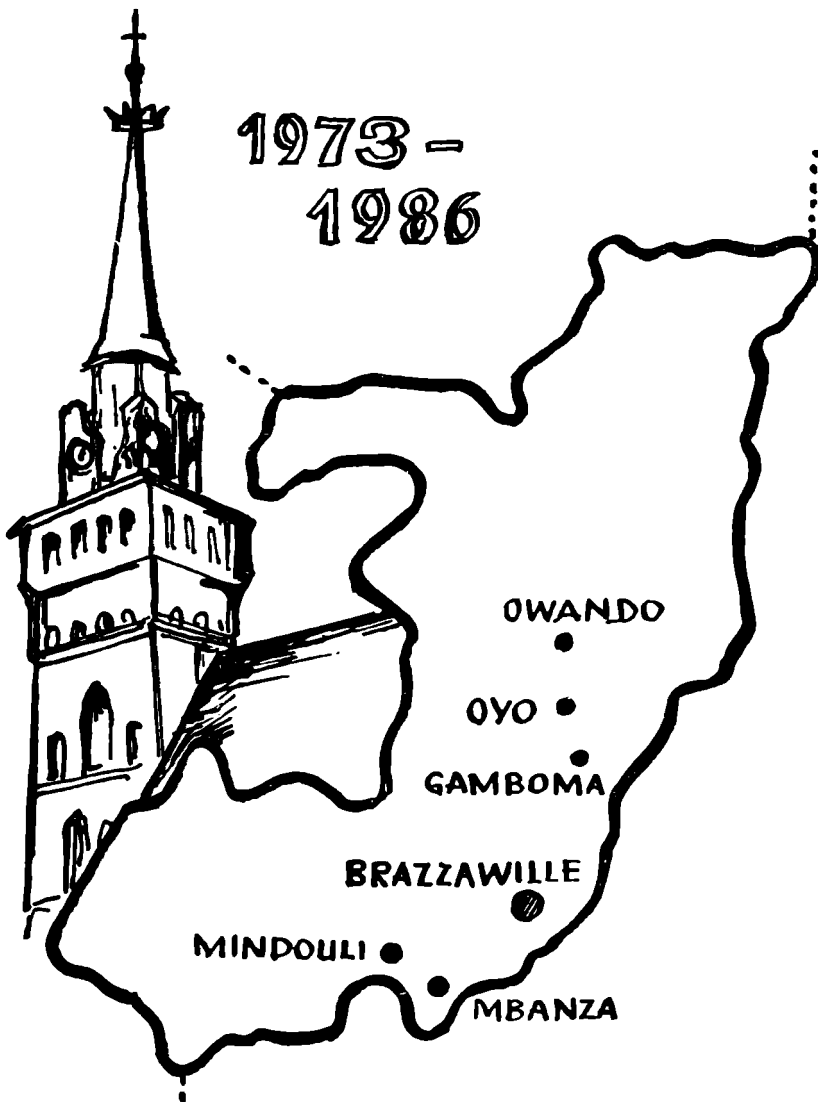 1973 -
1986
OWANDO
OYO
GAMBOMA
BRAZZAWILLE
MINDOULI
MBANZA